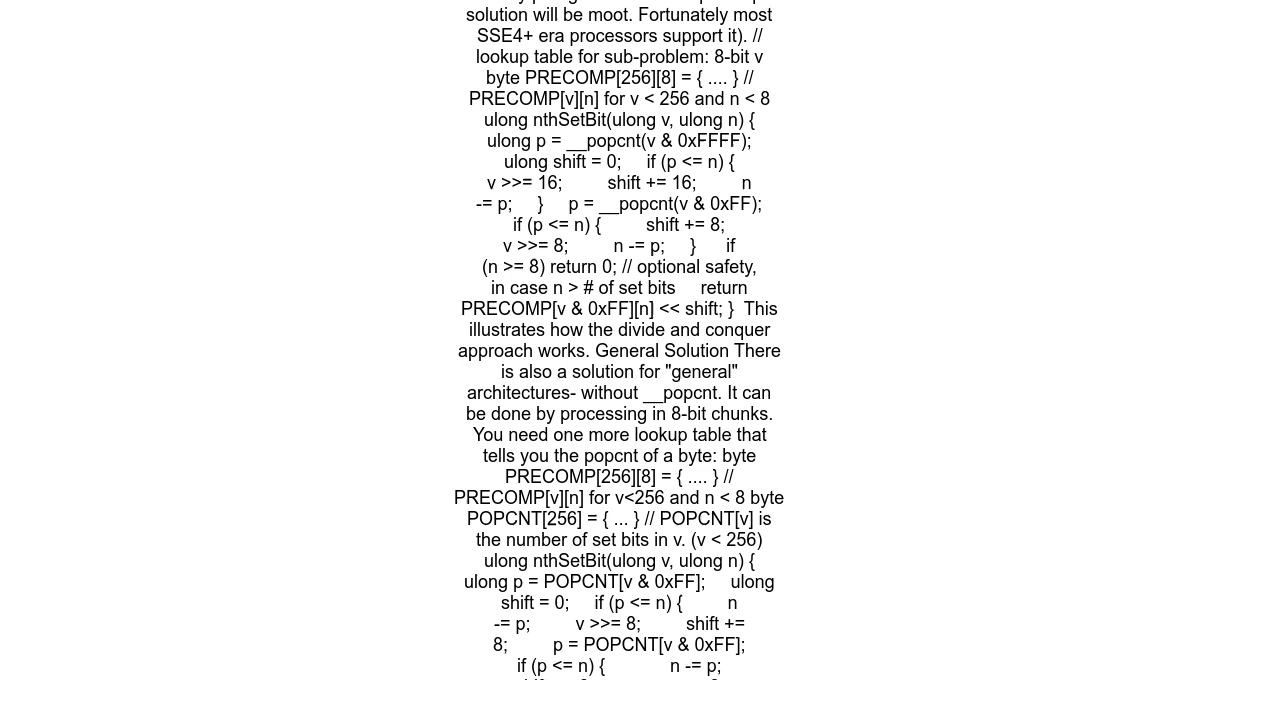 solution will be moot. Fortunately most
SSE4+ era processors support it). //
lookup table for sub-problem: 8-bit v
byte PRECOMP[256][8] = { .... } //
PRECOMP[v][n] for v < 256 and n < 8
ulong nthSetBit(ulong v, ulong n) {
ulong p = __popcnt(v & 0xFFFF);
ulong shift = 0;     if (p <= n) {
v >>= 16;         shift += 16;         n
-= p;     }     p = __popcnt(v & 0xFF);
if (p <= n) {         shift += 8;
v >>= 8;         n -= p;     }      if
(n >= 8) return 0; // optional safety,
in case n > # of set bits     return
PRECOMP[v & 0xFF][n] << shift; }  This
illustrates how the divide and conquer
approach works. General Solution There
is also a solution for "general"
architectures- without __popcnt. It can
be done by processing in 8-bit chunks.
You need one more lookup table that
tells you the popcnt of a byte: byte
PRECOMP[256][8] = { .... } //
PRECOMP[v][n] for v<256 and n < 8 byte
POPCNT[256] = { ... } // POPCNT[v] is
the number of set bits in v. (v < 256)
ulong nthSetBit(ulong v, ulong n) {
ulong p = POPCNT[v & 0xFF];     ulong
shift = 0;     if (p <= n) {         n
-= p;         v >>= 8;         shift +=
8;         p = POPCNT[v & 0xFF];
if (p <= n) {             n -= p;